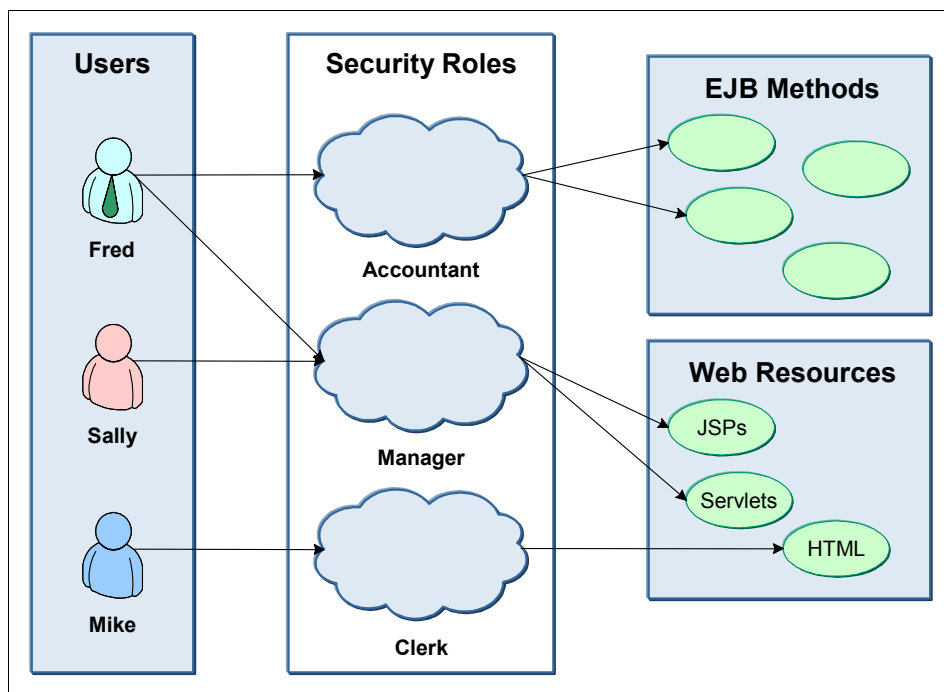 Users
Fred
Sally
Mike
Security Roles
Accountant
Manager
Clerk
EJB Methods
Web Resources
JSPs
Servlets
HTML